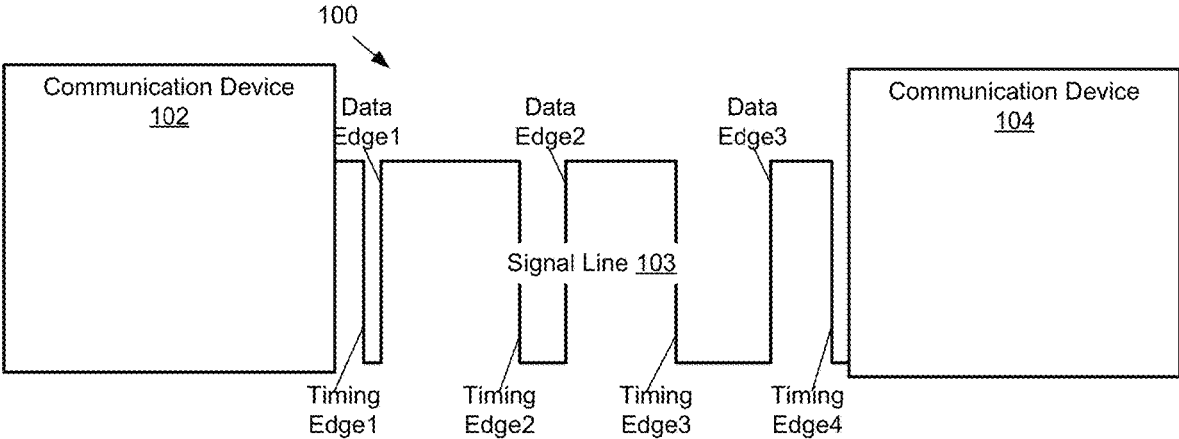 100
Communication Device
102
Communication Device
104
Data
Edge1
Data
Edge2
Data
Edge3
Signal Line 103
Timing
Edge1
Timing
Edge2
Timing
Edge3
Timing
Edge4